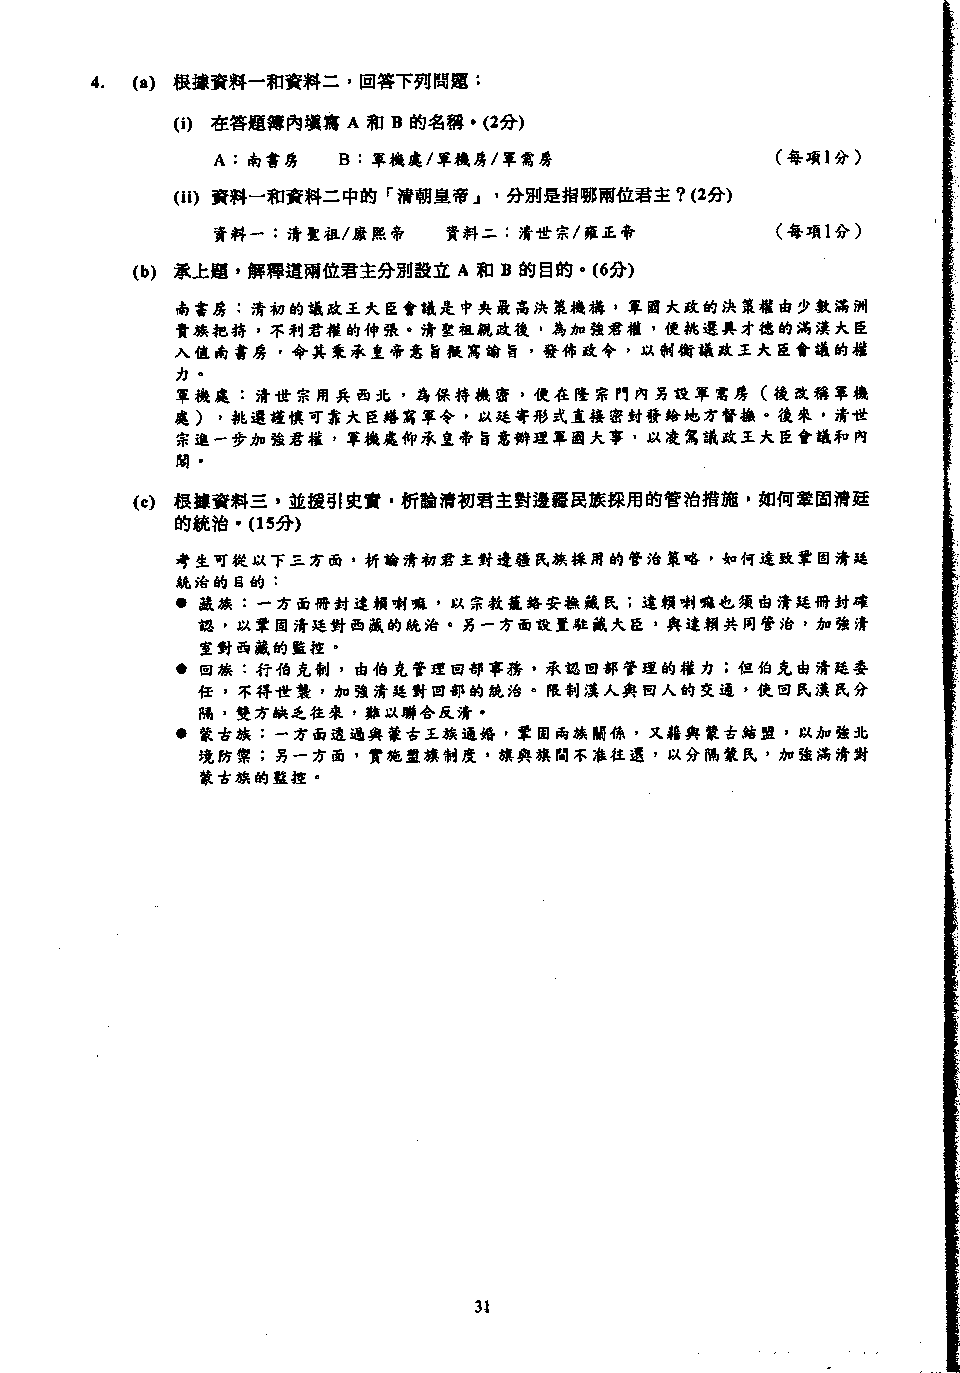 4. (a) 根據資料一和資料二，回答下列問題：
(i) 在答題簿內填寫 A 和 B 的名稱。(2分)
A：南書房 B：軍機處/軍機房/軍需房 （每項1分）
(ii) 資料一和資料二中的「清朝皇帝」，分別是指哪兩位君主？(2分)
資料一：清聖祖/康熙帝 資料二：清世宗/雍正帝 （每項1分）
(b) 承上題，解釋這兩位君主分別設立 A 和 B 的目的。(6分)
南書房：清初的議政王大臣會議是中央最高決策機構，軍國大政的決策權由少數滿洲
貴族把持，不利君權的伸張。清聖祖親政後，為加強君權，便挑選具才德的滿漢大臣
入值南書房，命其秉承皇帝意旨擬寫諭旨，發佈政令，以制衡議政王大臣會議的權
力。
軍機處：清世宗用兵西北，為保持機密，便在隆宗門內另設軍需房（後改稱軍機
處），挑選謹慎可靠大臣繕寫軍令，以廷寄形式直接密封發給地方督撫。後來，清世
宗進一步加強君權，軍機處仰承皇帝旨意辦理軍國大事，以凌駕議政王大臣會議和內
閣。
(c) 根據資料三，並援引史實，析論清初君主對邊疆民族採用的管治措施，如何鞏固清廷
的統治。(15分)
考生可從以下三方面，析論清初君主對邊疆民族採用的管治策略，如何達致鞏固清廷
統治的目的：
● 藏族：一方面冊封達賴喇嘛，以宗教籠絡安撫藏民；達賴喇嘛也須由清廷冊封確
認，以鞏固清廷對西藏的統治。另一方面設置駐藏大臣，與達賴共同管治，加強清
室對西藏的監控。
● 回族：行伯克制，由伯克管理回部事務，承認回部管理的權力；但伯克由清廷委
任，不得世襲，加強清廷對回部的統治。限制漢人與回人的交通，使回民漢民分
隔，雙方缺乏往來，難以聯合反清。
● 蒙古族：一方面透過與蒙古王族通婚，鞏固兩族關係，又藉與蒙古結盟，以加強北
境防禦；另一方面，實施盟旗制度，旗與旗間不准往還，以分隔蒙民，加強滿清對
蒙古族的監控。
31